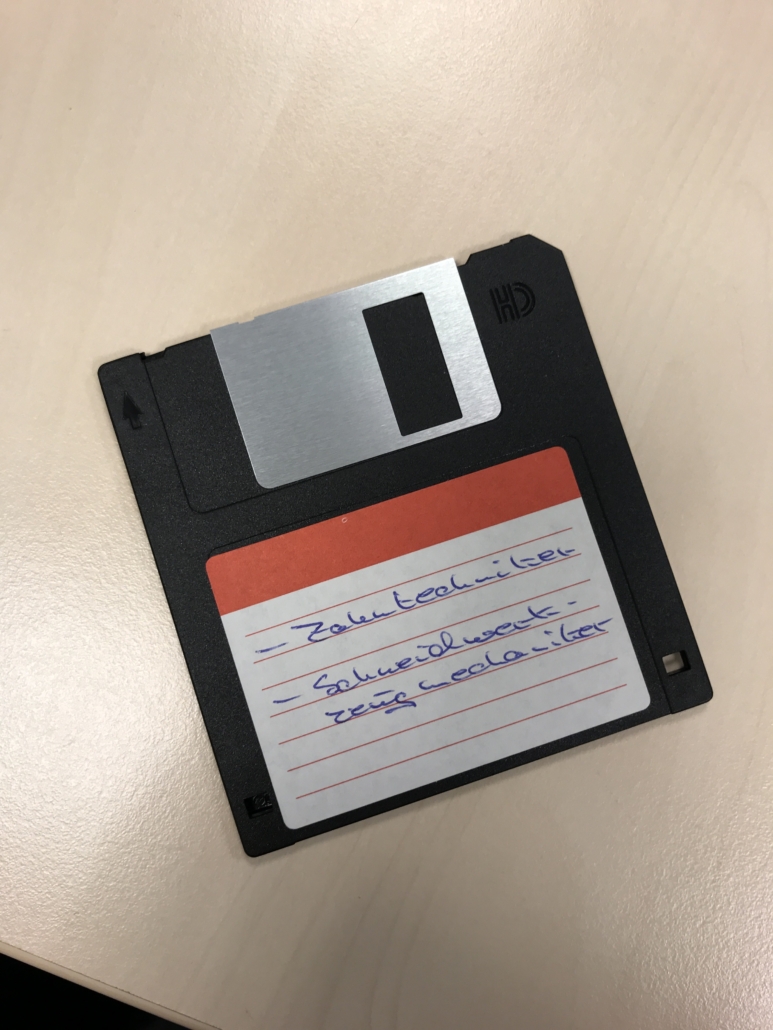 HD
- Zahntechniker
- Schneidwerk-
zeugmechaniker